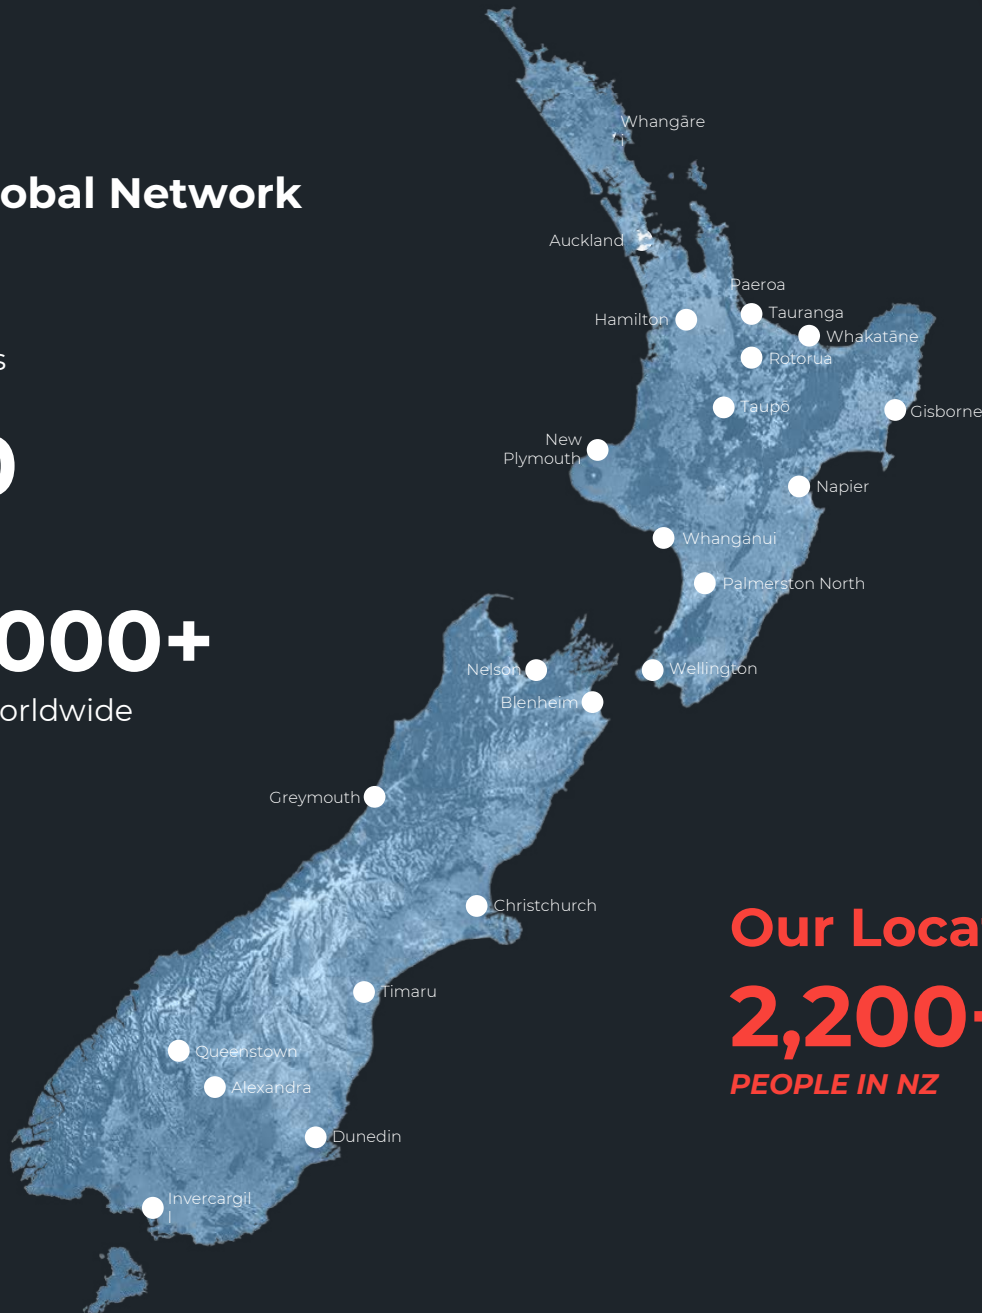 Whangāre
i
obal Network
Auckland
Paeroa
Tauranga
Hamilton
Whakatāne
Rotorua
s
Taupō
Gisborne
New
Plymouth
0
Napier
Whanganui
Palmerston North
000+
orldwide
Nelson
Wellington
Blenheim
Greymouth
Christchurch
Our Loca
2,200+
PEOPLE IN NZ
Timaru
Queenstown
Alexandra
Dunedin
Invercargil
l